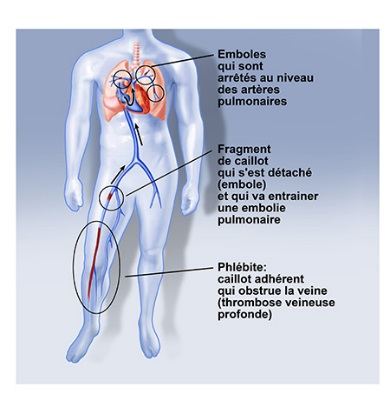 Emboles
qui sont
arrêtés au niveau
des artères
pulmonaires
Fragment
de caillot
qui s'est détaché
(embole)
et qui va entrainer
une embolie
pulmonaire
Phlébite:
caillot adhérent
qui obstrue la veine
(thrombose veineuse
profonde)